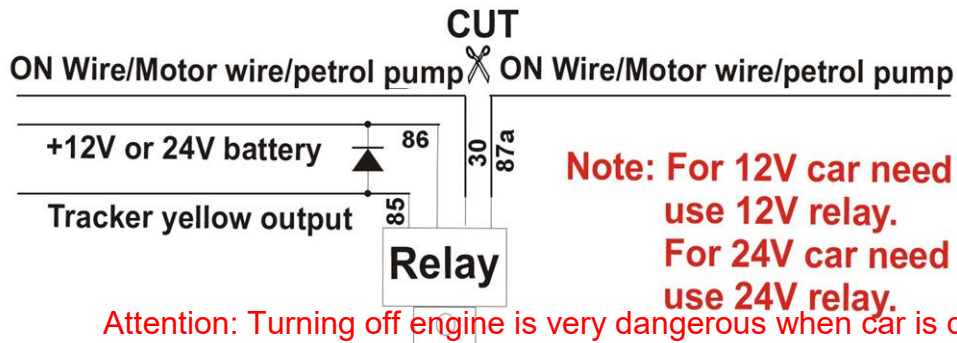 CUT
ON Wire/Motor wire/petrol pump ON Wire/Motor wire/petrol pump
+12V or 24V battery
86
30
87a
Tracker yellow output
85
Relay
Note: For 12V car need
use 12V relay.
For 24V car need
use 24V relay.
Attention: Turning off engine is very dangerous when car is